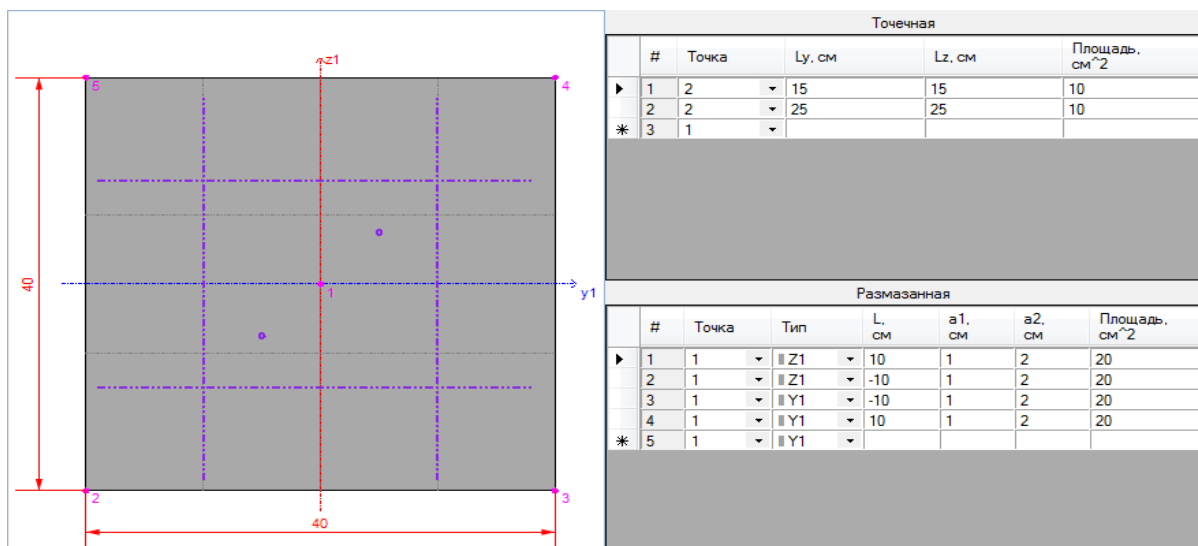 z1
5
4
40
1
y1
2
3
40
Точечная
# Точка Ly, см Lz, см Площадь, см^2
1 2 15 15 10
2 2 25 25 10
3 1
Размазанная
# Точка Тип L, см a1, см a2, см Площадь, см^2
1 1 || Z1 10 1 2 20
2 1 || Z1 -10 1 2 20
3 1 || Y1 -10 1 2 20
4 1 || Y1 10 1 2 20
5 1 || Y1